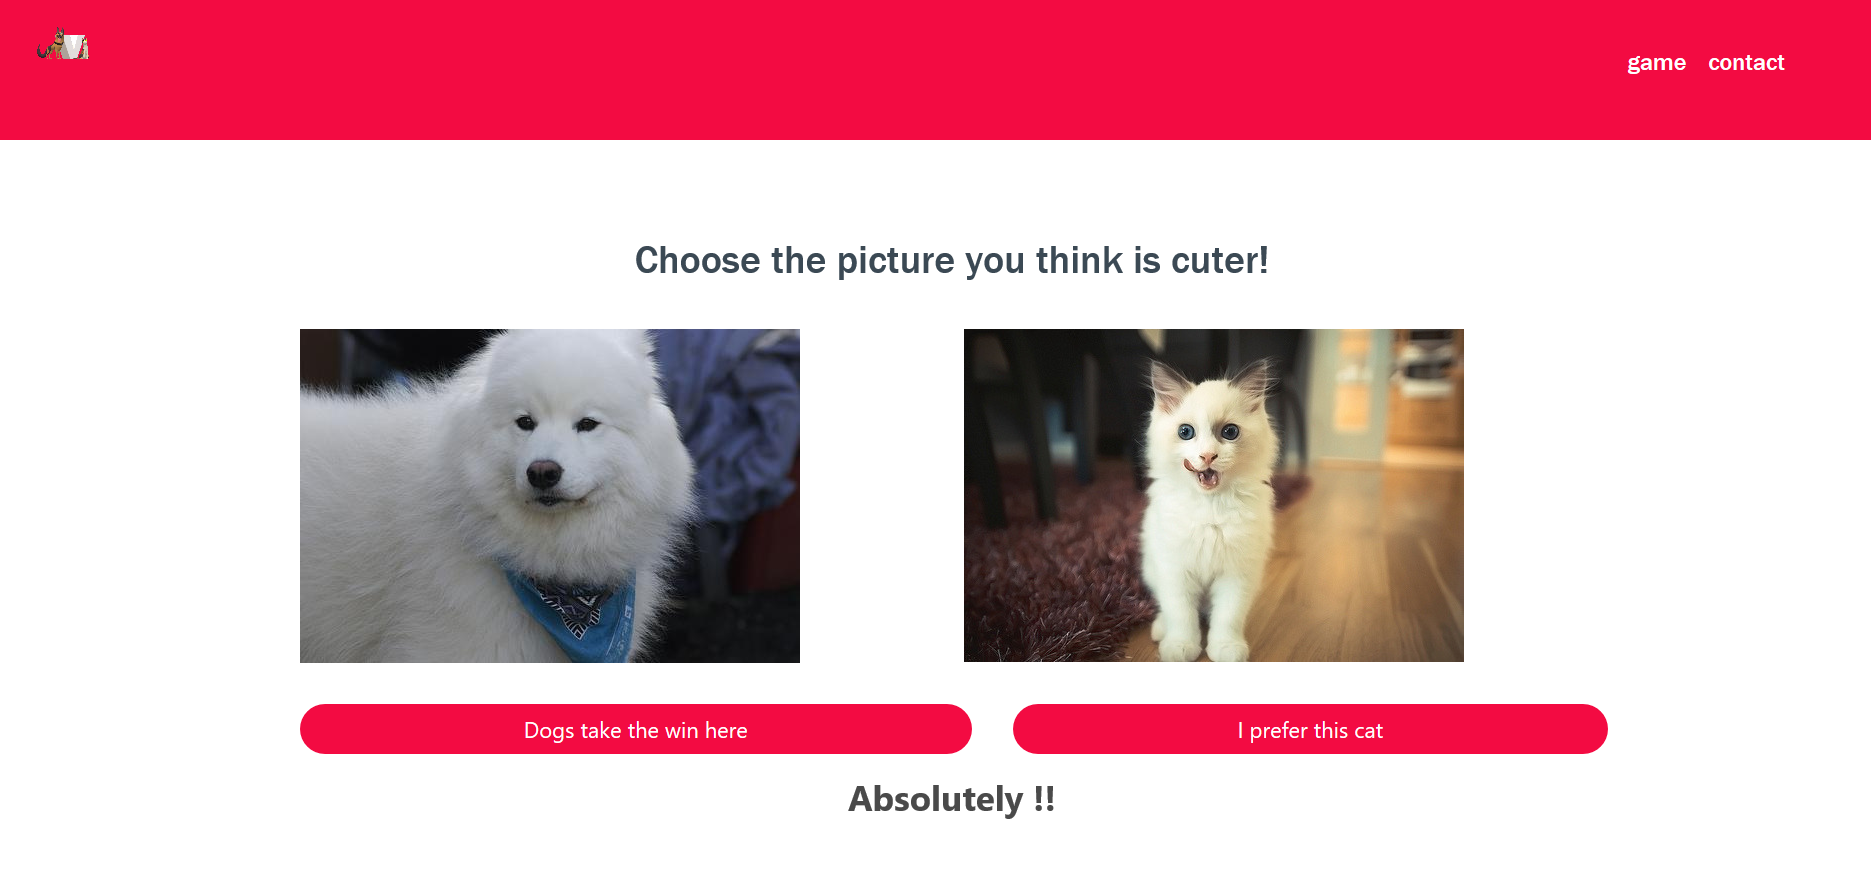 game contact
Choose the picture you think is cuter!
Dogs take the win here
I prefer this cat
Absolutely !!